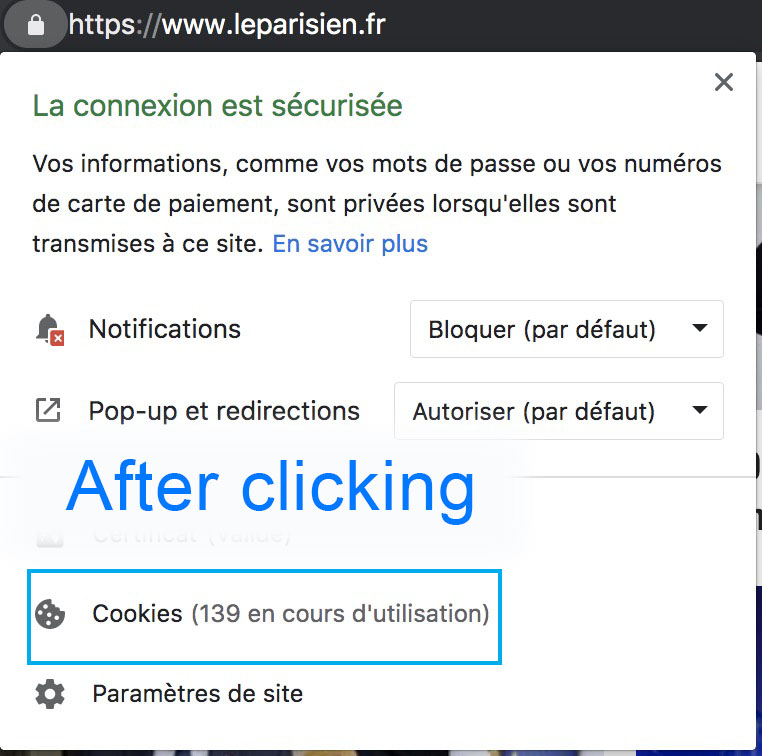 https://www.leparisien.fr
La connexion est sécurisée
Vos informations, comme vos mots de passe ou vos numéros
de carte de paiement, sont privées lorsqu'elles sont
transmises à ce site. En savoir plus
Notifications Bloquer (par défaut)
Pop-up et redirections Autoriser (par défaut)
After clicking
Certificat (Valide)
Cookies (139 en cours d'utilisation)
Paramètres de site